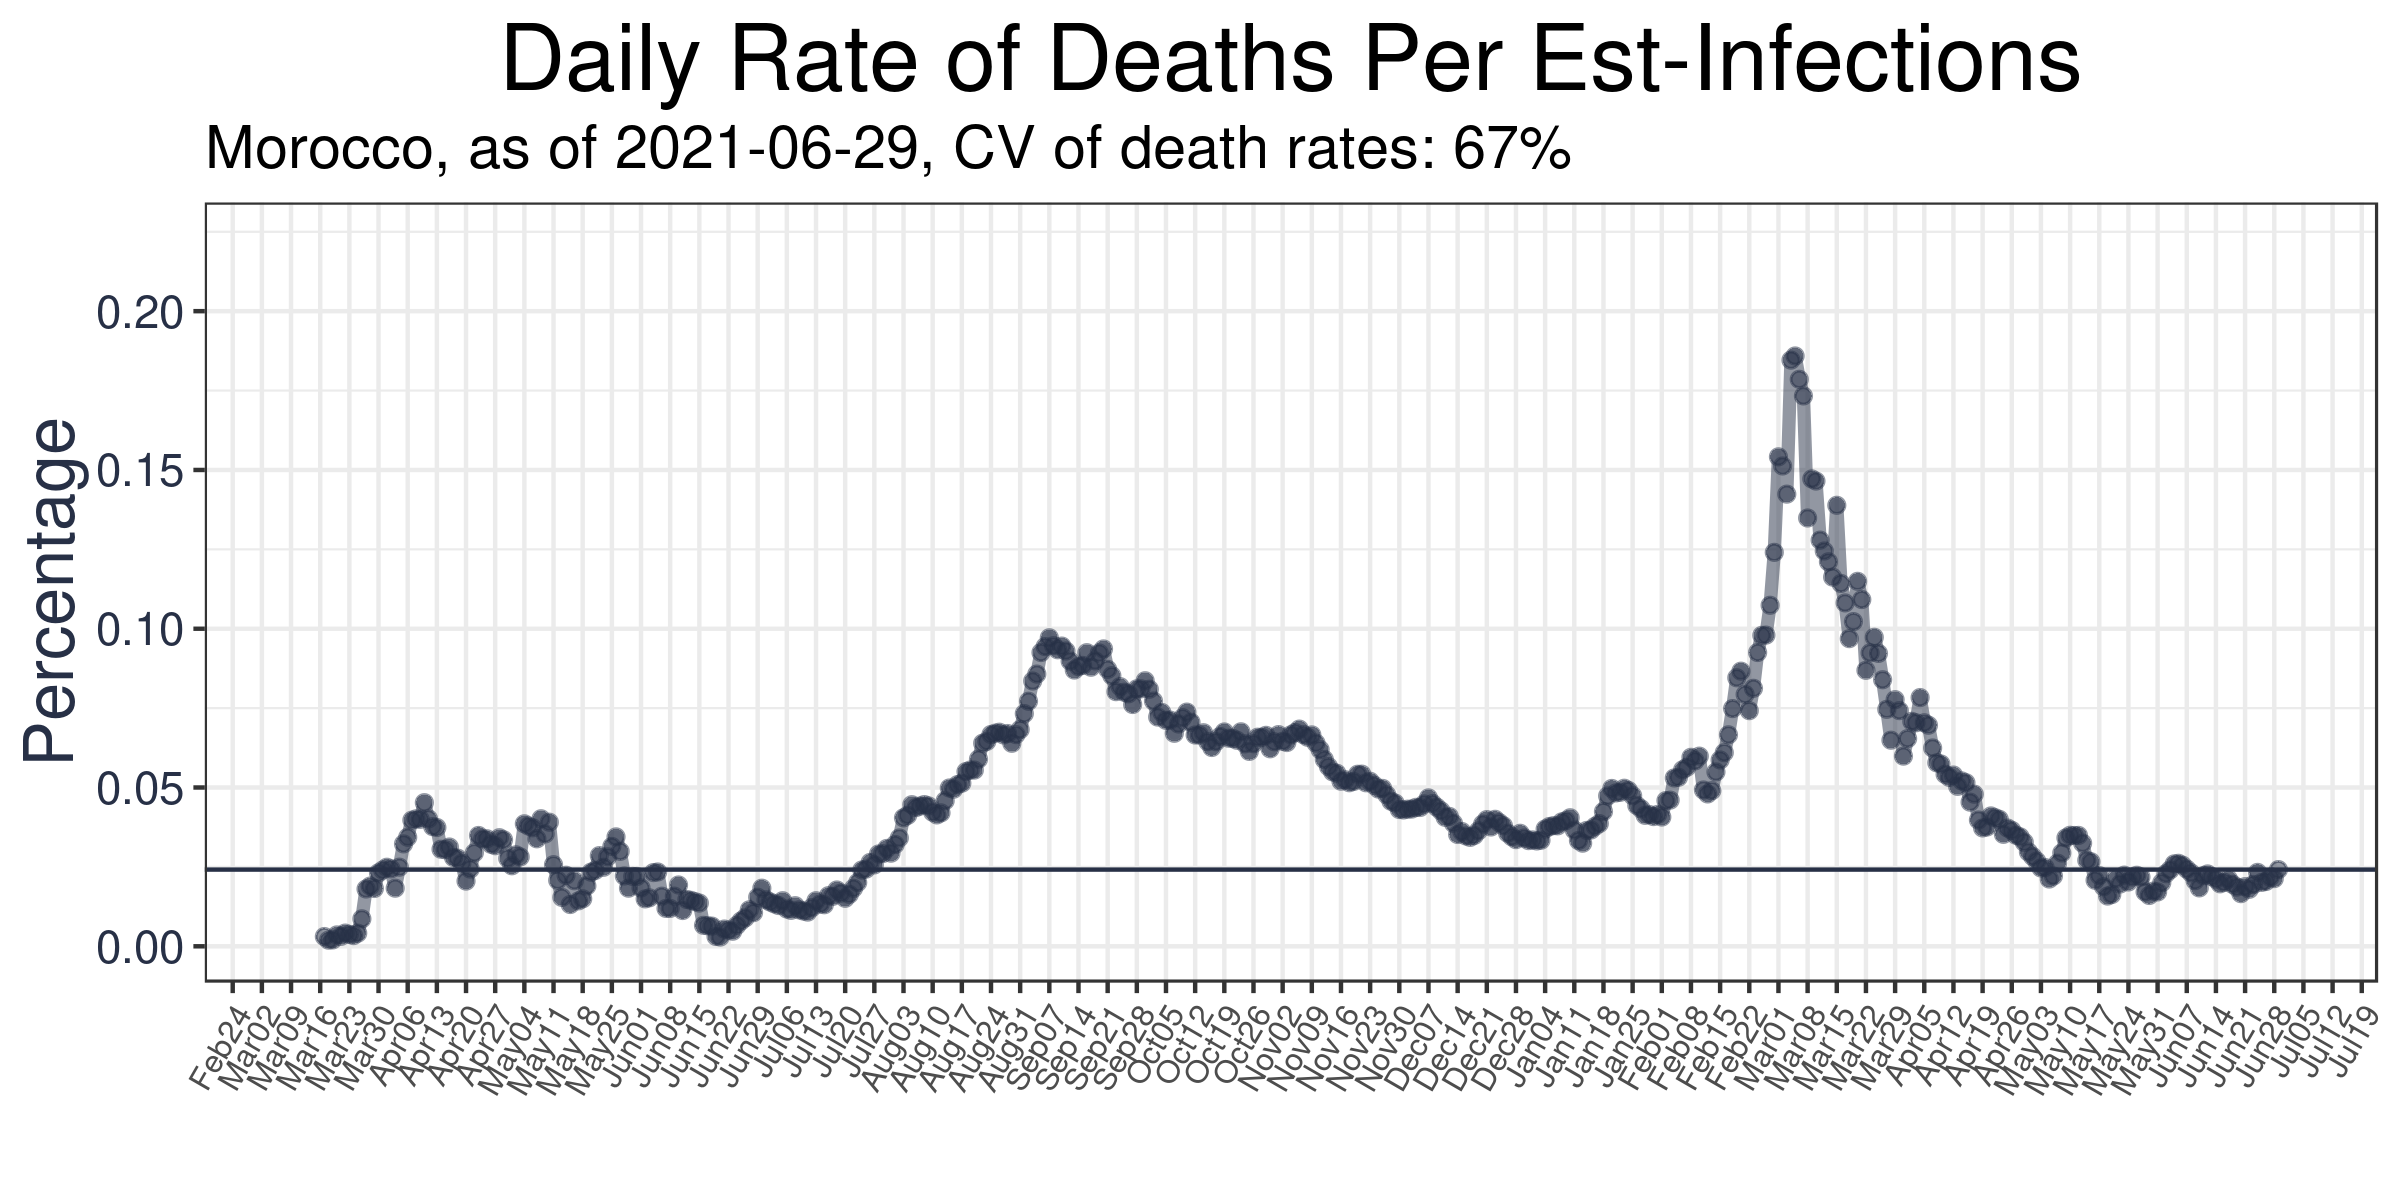 Daily Rate of Deaths Per Est-Infections
Morocco, as of 2021-06-29, CV of death rates: 67%
Percentage
0.20
0.15
0.10
0.05
0.00
Feb24
Mar02
Mar09
Mar16
Mar23
Mar30
Apr06
Apr13
Apr20
Apr27
May04
May11
May18
May25
Jun01
Jun08
Jun15
Jun22
Jun29
Jul06
Jul13
Jul20
Jul27
Aug03
Aug10
Aug17
Aug24
Aug31
Sep07
Sep14
Sep21
Sep28
Oct05
Oct12
Oct19
Oct26
Nov02
Nov09
Nov16
Nov23
Nov30
Dec07
Dec14
Dec21
Dec28
Jan04
Jan11
Jan18
Jan25
Feb01
Feb08
Feb15
Feb22
Mar01
Mar08
Mar15
Mar22
Mar29
Apr05
Apr12
Apr19
Apr26
May03
May10
May17
May24
May31
Jun07
Jun14
Jun21
Jun28
Jul05
Jul12
Jul19